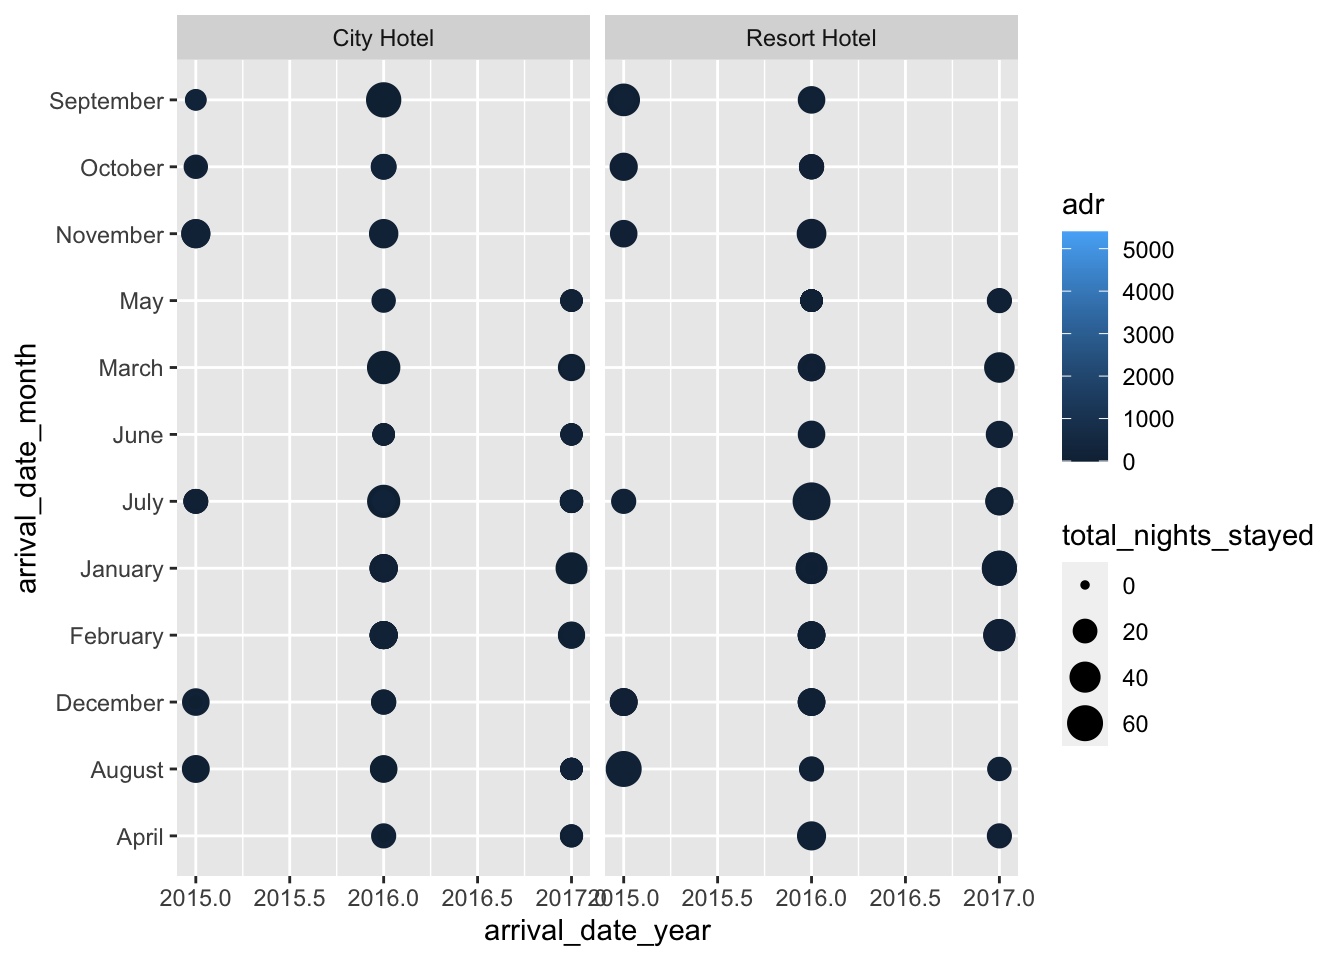 City Hotel
Resort Hotel
September
October
November
May
March
June
July
January
February
December
August
April
arrival_date_month
2015.0 2015.5 2016.0 2016.5 2017.0
2015.0 2015.5 2016.0 2016.5 2017.0
arrival_date_year
adr
5000
4000
3000
2000
1000
0
total_nights_stayed
0
20
40
60